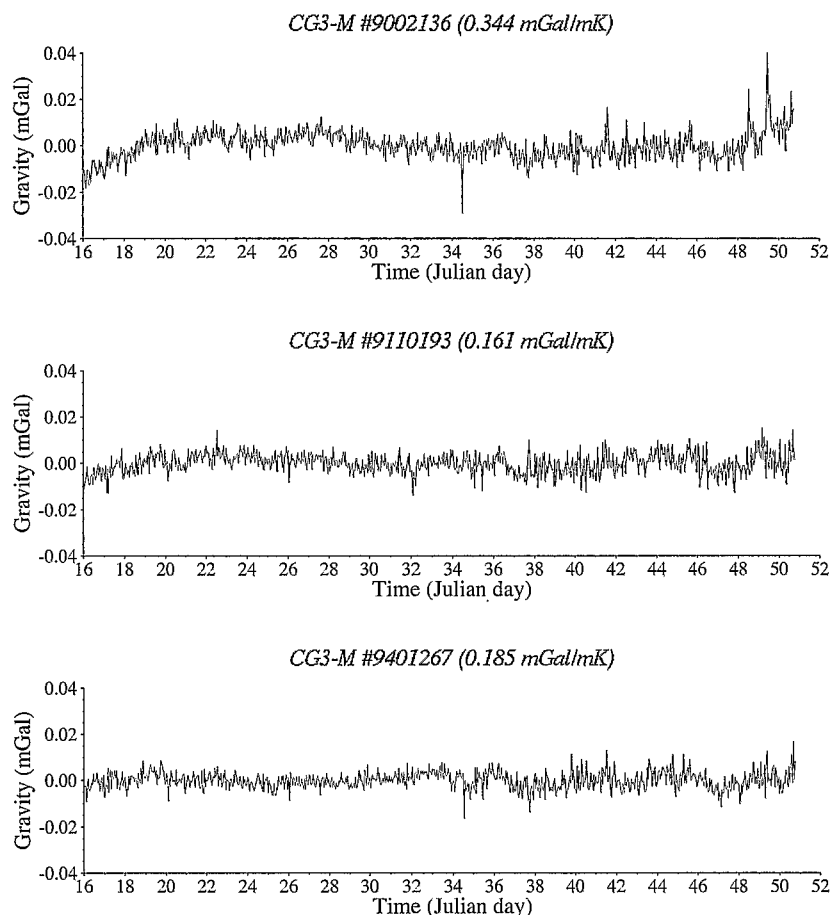 CG3-M #9002136 (0.344 mGal/mK)
Gravity (mGal)
0.04
0.02
0.00
-0.02
-0.04
16 18 20 22 24 26 28 30 32 34 36 38 40 42 44 46 48 50 52
Time (Julian day)
CG3-M #9110193 (0.161 mGal/mK)
Gravity (mGal)
0.04
0.02
0.00
-0.02
-0.04
16 18 20 22 24 26 28 30 32 34 36 38 40 42 44 46 48 50 52
Time (Julian day)
CG3-M #9401267 (0.185 mGal/mK)
Gravity (mGal)
0.04
0.02
0.00
-0.02
-0.04
16 18 20 22 24 26 28 30 32 34 36 38 40 42 44 46 48 50 52
Time (Julian day)